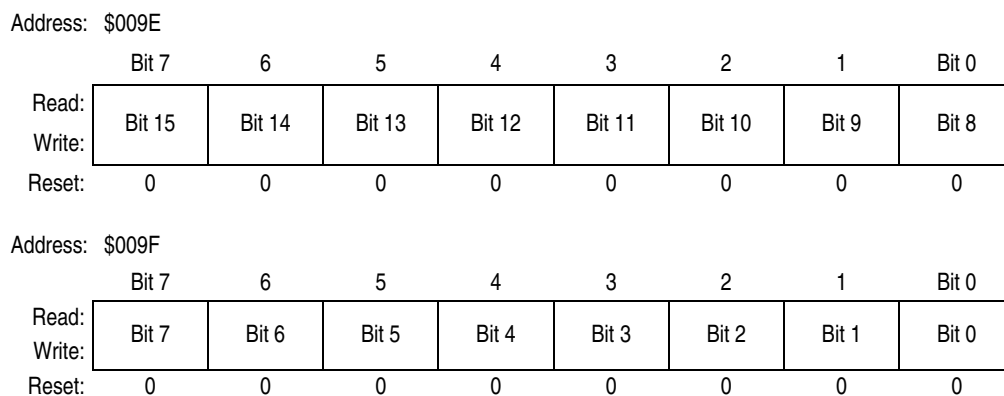 Address: $009E
Bit 7 6 5 4 3 2 1 Bit 0
Read:
Bit 15 Bit 14 Bit 13 Bit 12 Bit 11 Bit 10 Bit 9 Bit 8
Write:
Reset: 0 0 0 0 0 0 0 0
Address: $009F
Bit 7 6 5 4 3 2 1 Bit 0
Read:
Bit 7 Bit 6 Bit 5 Bit 4 Bit 3 Bit 2 Bit 1 Bit 0
Write:
Reset: 0 0 0 0 0 0 0 0